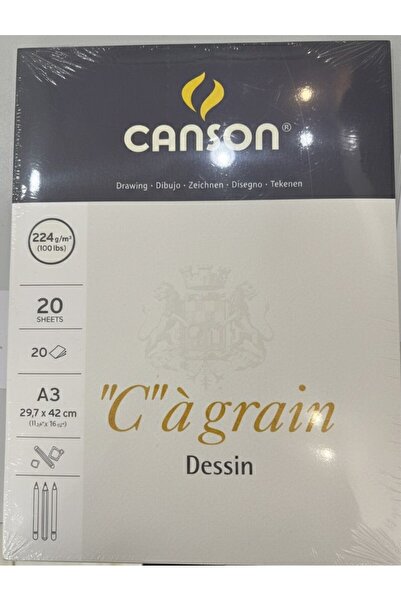 CANSON®
Drawing · Dibujo · Zeichnen · Disegno · Tekenen
224 g/m²
(100 lbs)
20
SHEETS
20
A3
29,7 x 42 cm
"C" à grain
Dessin